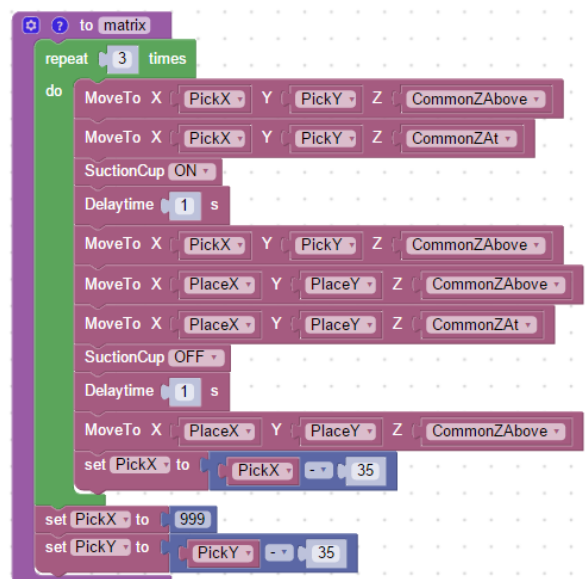 ? to matrix
repeat 3 times
do MoveTo X PickX Y PickY Z CommonZAbove
MoveTo X PickX Y PickY Z CommonZAt
SuctionCup ON
Delaytime 1 s
MoveTo X PickX Y PickY Z CommonZAbove
MoveTo X PlaceX Y PlaceY Z CommonZAbove
MoveTo X PlaceX Y PlaceY Z CommonZAt
SuctionCup OFF
Delaytime 1 s
MoveTo X PlaceX Y PlaceY Z CommonZAbove
set PickX to PickX - 35
set PickX to 999
set PickY to PickY - 35